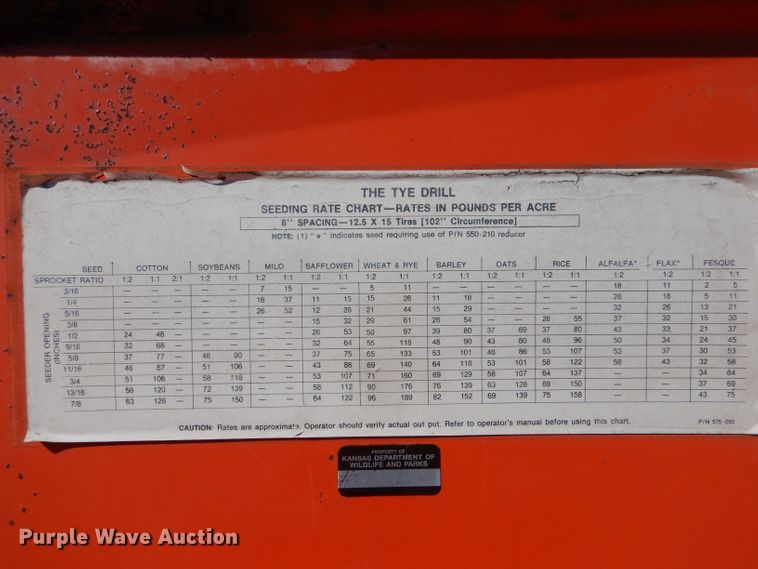 THE TYE DRILL
SEEDING RATE CHART—RATES IN POUNDS PER ACRE
8" SPACING—12.5 X 15 Tires [102" Circumference]
NOTE: (1) "*" indicates seed requiring use of P/N 550-210 reducer
SEED COTTON SOYBEANS MILO SAFFLOWER WHEAT & RYE BARLEY OATS RICE ALFALFA* FLAX* FESQUE
SPROCKET RATIO 1:2 1:1 2:1 1:2 1:1 1:2 1:1 1:2 1:1 1:2 1:1 1:2 1:1 1:2 1:1 1:2 1:1 1:2 1:2 1:2 1:1
SEEDER OPENING
(INCHES)
3/16 — — — — — 7 15 — — 5 11 — — — — — — 18 11 2 5
1/4 — — — — — 18 37 11 15 15 26 11 18 — — — — 26 18 5 11
5/16 — — — — — 26 52 12 26 21 44 15 29 — — — — 32 26 13 21
3/8 — — — — — — — 15 32 29 61 26 54 — — 26 55 37 32 15 30
1/2 24 48 — — — — — 26 53 50 97 39 80 37 69 37 80 43 33 21 37
9/16 32 68 — — — — — 32 64 55 118 48 90 43 80 48 96 50 34 24 45
5/8 37 77 — 48 90 — — 37 75 65 133 53 101 48 86 53 107 53 37 30 53
11/16 46 87 — 51 106 — — 43 86 69 140 64 118 53 101 58 122 58 43 32 58
3/4 51 106 — 58 118 — — 53 107 71 160 69 129 58 107 64 137 — — 34 64
13/16 58 120 — 72 139 — — 58 112 90 176 76 139 63 128 69 150 — — 37 69
7/8 63 126 — 75 150 — — 64 122 96 189 82 152 69 139 75 158 — — 43 75
CAUTION: Rates are approximate. Operator should verify actual out put. Refer to operator's manual before using this chart.
P/N 575-050
PROPERTY OF
KANSAS DEPARTMENT OF
WILDLIFE AND PARKS
Purple Wave Auction